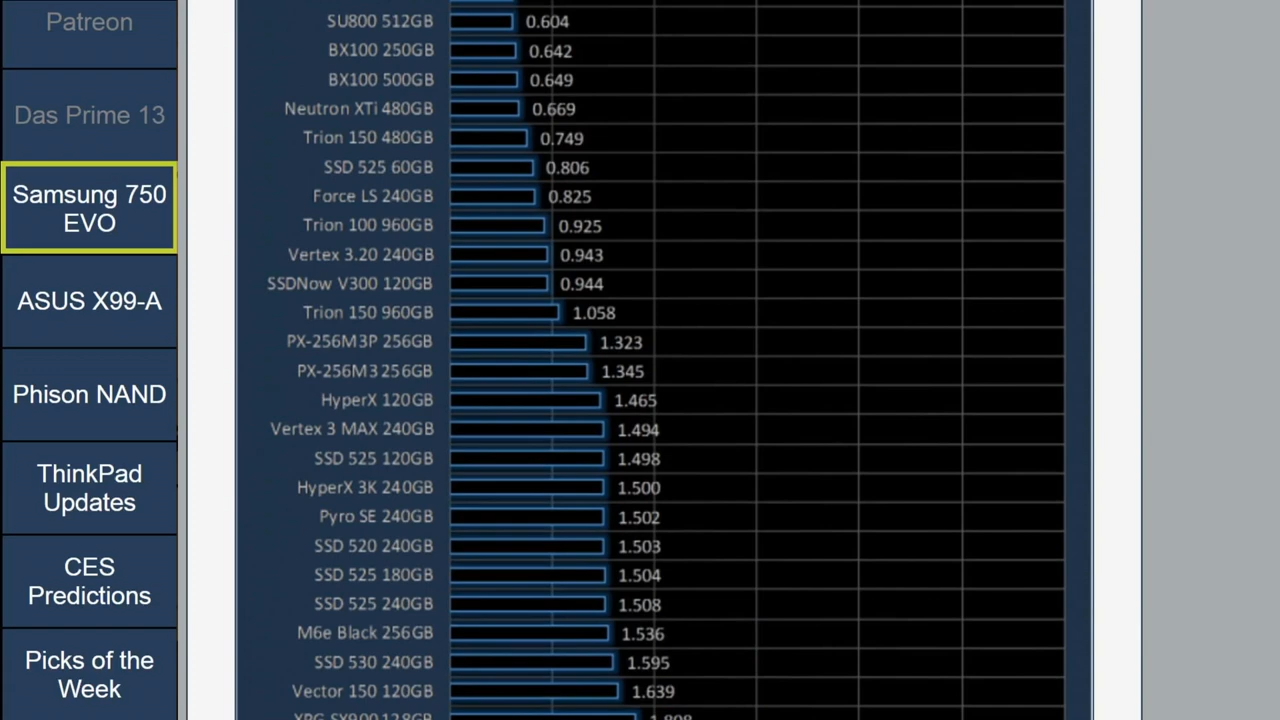 Patreon
Das Prime 13
Samsung 750
EVO
ASUS X99-A
Phison NAND
ThinkPad
Updates
CES
Predictions
Picks of the
Week
SU800 512GB 0.604
BX100 250GB 0.642
BX100 500GB 0.649
Neutron XTi 480GB 0.669
Trion 150 480GB 0.749
SSD 525 60GB 0.806
Force LS 240GB 0.825
Trion 100 960GB 0.925
Vertex 3.20 240GB 0.943
SSDNow V300 120GB 0.944
Trion 150 960GB 1.058
PX-256M3P 256GB 1.323
PX-256M3 256GB 1.345
HyperX 120GB 1.465
Vertex 3 MAX 240GB 1.494
SSD 525 120GB 1.498
HyperX 3K 240GB 1.500
Pyro SE 240GB 1.502
SSD 520 240GB 1.503
SSD 525 180GB 1.504
SSD 525 240GB 1.508
M6e Black 256GB 1.536
SSD 530 240GB 1.595
Vector 150 120GB 1.639